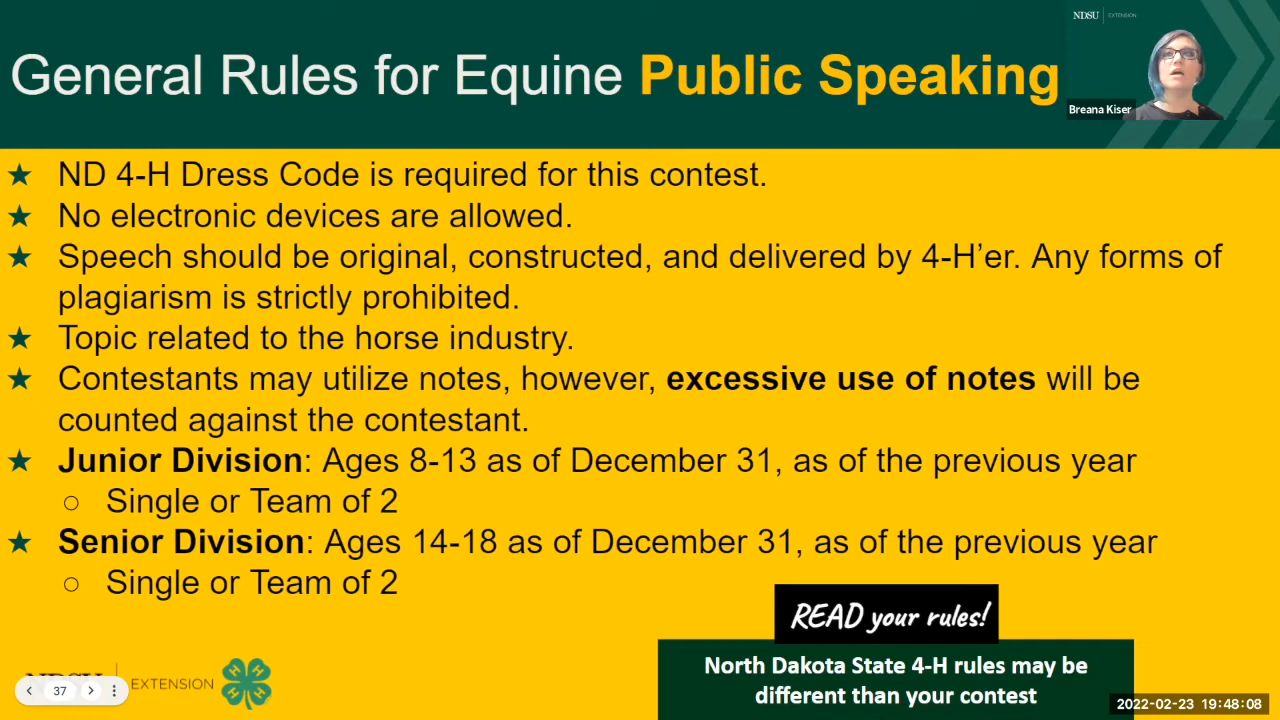 NDSU EXTENSION
General Rules for Equine Public Speaking
Breana Kiser
★ ND 4-H Dress Code is required for this contest.
★ No electronic devices are allowed.
★ Speech should be original, constructed, and delivered by 4-H’er. Any forms of
plagiarism is strictly prohibited.
★ Topic related to the horse industry.
★ Contestants may utilize notes, however, excessive use of notes will be
counted against the contestant.
★ Junior Division: Ages 8-13 as of December 31, as of the previous year
○ Single or Team of 2
★ Senior Division: Ages 14-18 as of December 31, as of the previous year
○ Single or Team of 2
READ your rules!
North Dakota State 4-H rules may be
different than your contest
NDSU EXTENSION
37
2022-02-23 19:48:08